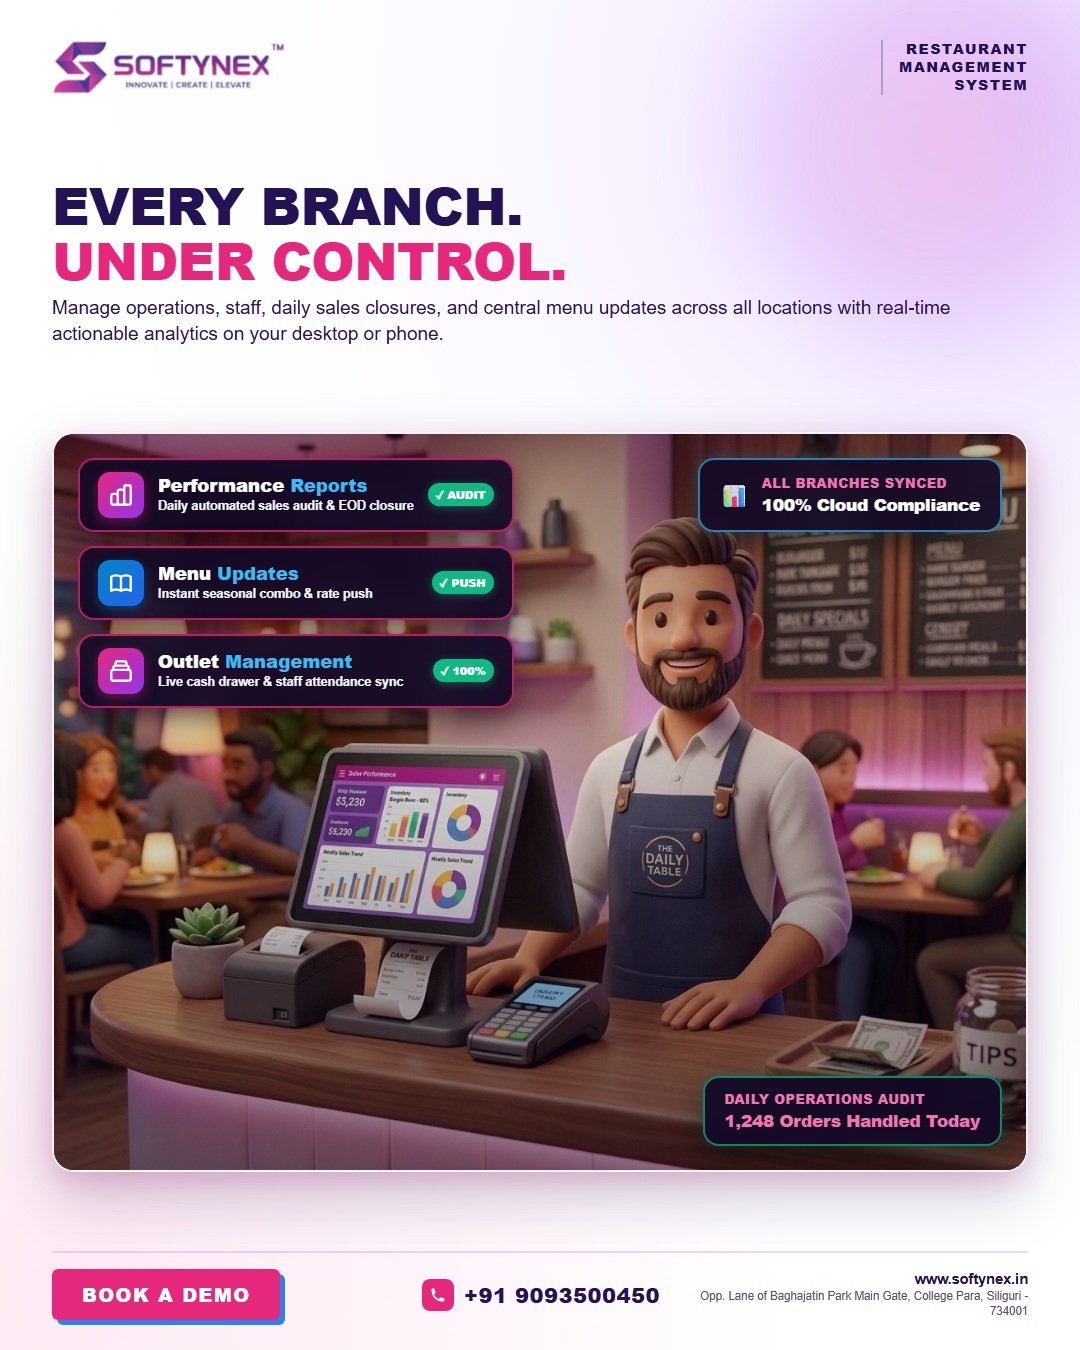 SOFTYNEX™
INNOVATE | CREATE | ELEVATE
RESTAURANT
MANAGEMENT
SYSTEM
EVERY BRANCH.
UNDER CONTROL.
Manage operations, staff, daily sales closures, and central menu updates across all locations with real-time
actionable analytics on your desktop or phone.
Performance Reports
Daily automated sales audit & EOD closure
✓ AUDIT
Menu Updates
Instant seasonal combo & rate push
✓ PUSH
Outlet Management
Live cash drawer & staff attendance sync
✓ 100%
ALL BRANCHES SYNCED
100% Cloud Compliance
MENU
DAILY SPECIALS
$5,230
Inventory
Inventory
$5,230
Weekly Sales Trend
THE
DAILY
TABLE
TIPS
DAILY OPERATIONS AUDIT
1,248 Orders Handled Today
BOOK A DEMO
+91 9093500450
www.softynex.in
Opp. Lane of Baghajatin Park Main Gate, College Para, Siliguri -
734001